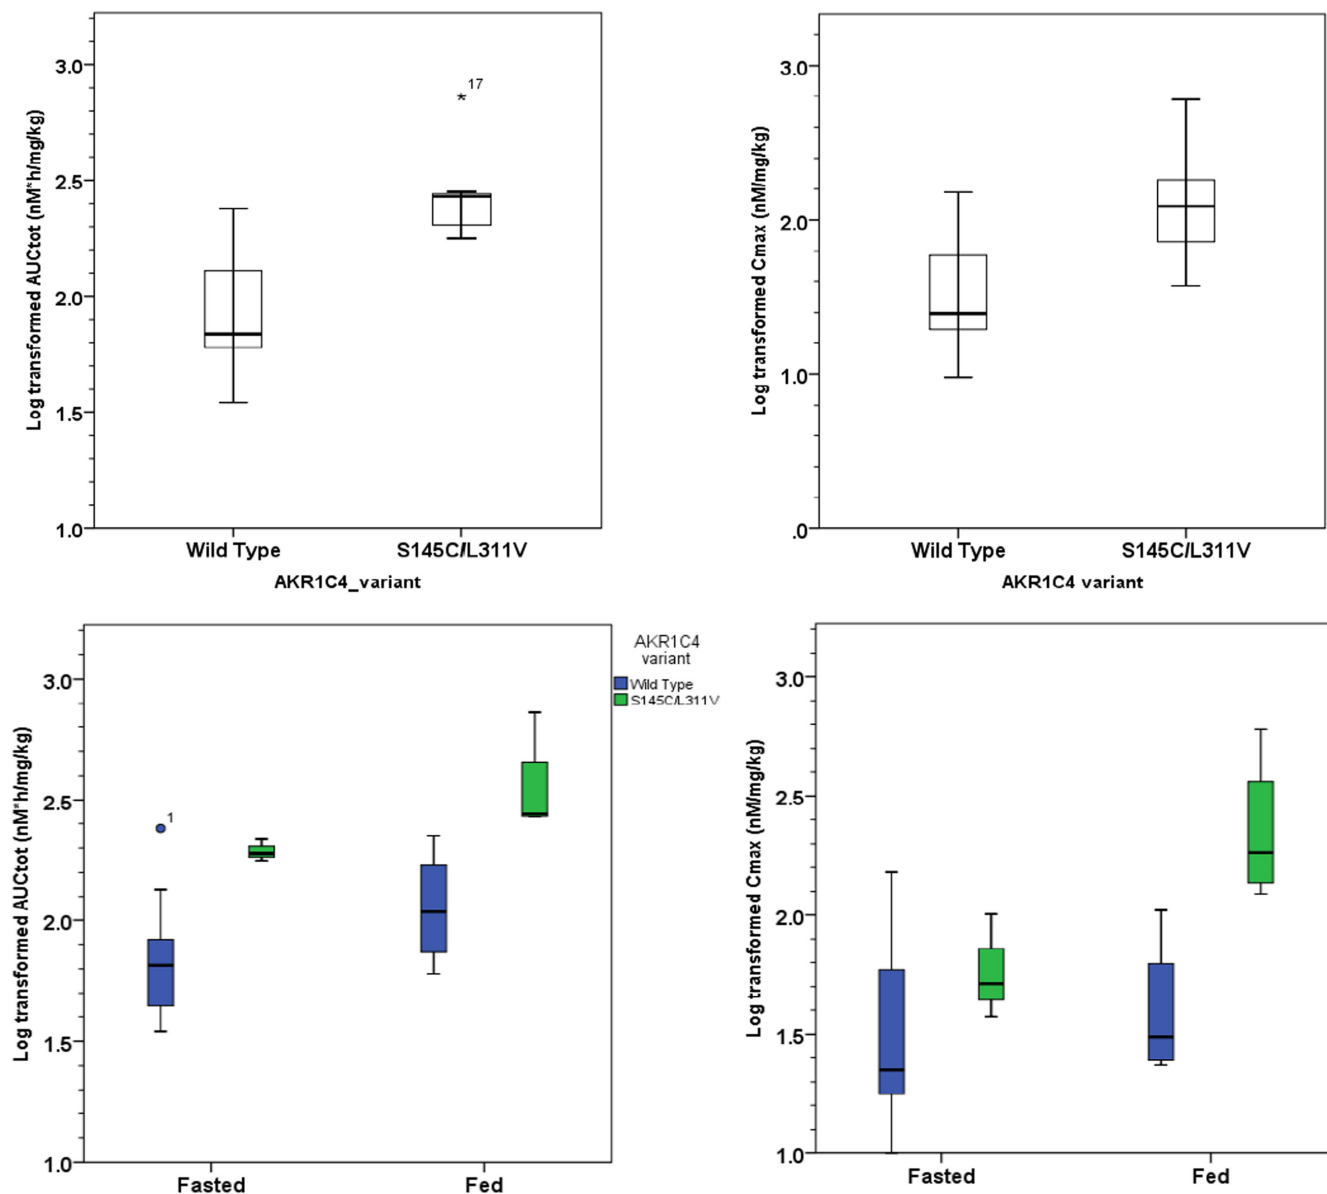 Log transformed AUCtot (nM*h/mg/kg)
3.0
2.5
2.0
1.5
1.0
* 17
Wild Type
S145C/L311V
AKR1C4_variant
Log transformed Cmax (nM/mg/kg)
3.0
2.0
1.0
.0
Wild Type
S145C/L311V
AKR1C4 variant
Log transformed AUCtot (nM*h/mg/kg)
3.0
2.5
2.0
1.5
1.0
1
Fasted
Fed
AKR1C4
variant
Wild Type
S145C/L311V
Log transformed Cmax (nM/mg/kg)
3.0
2.5
2.0
1.5
1.0
Fasted
Fed